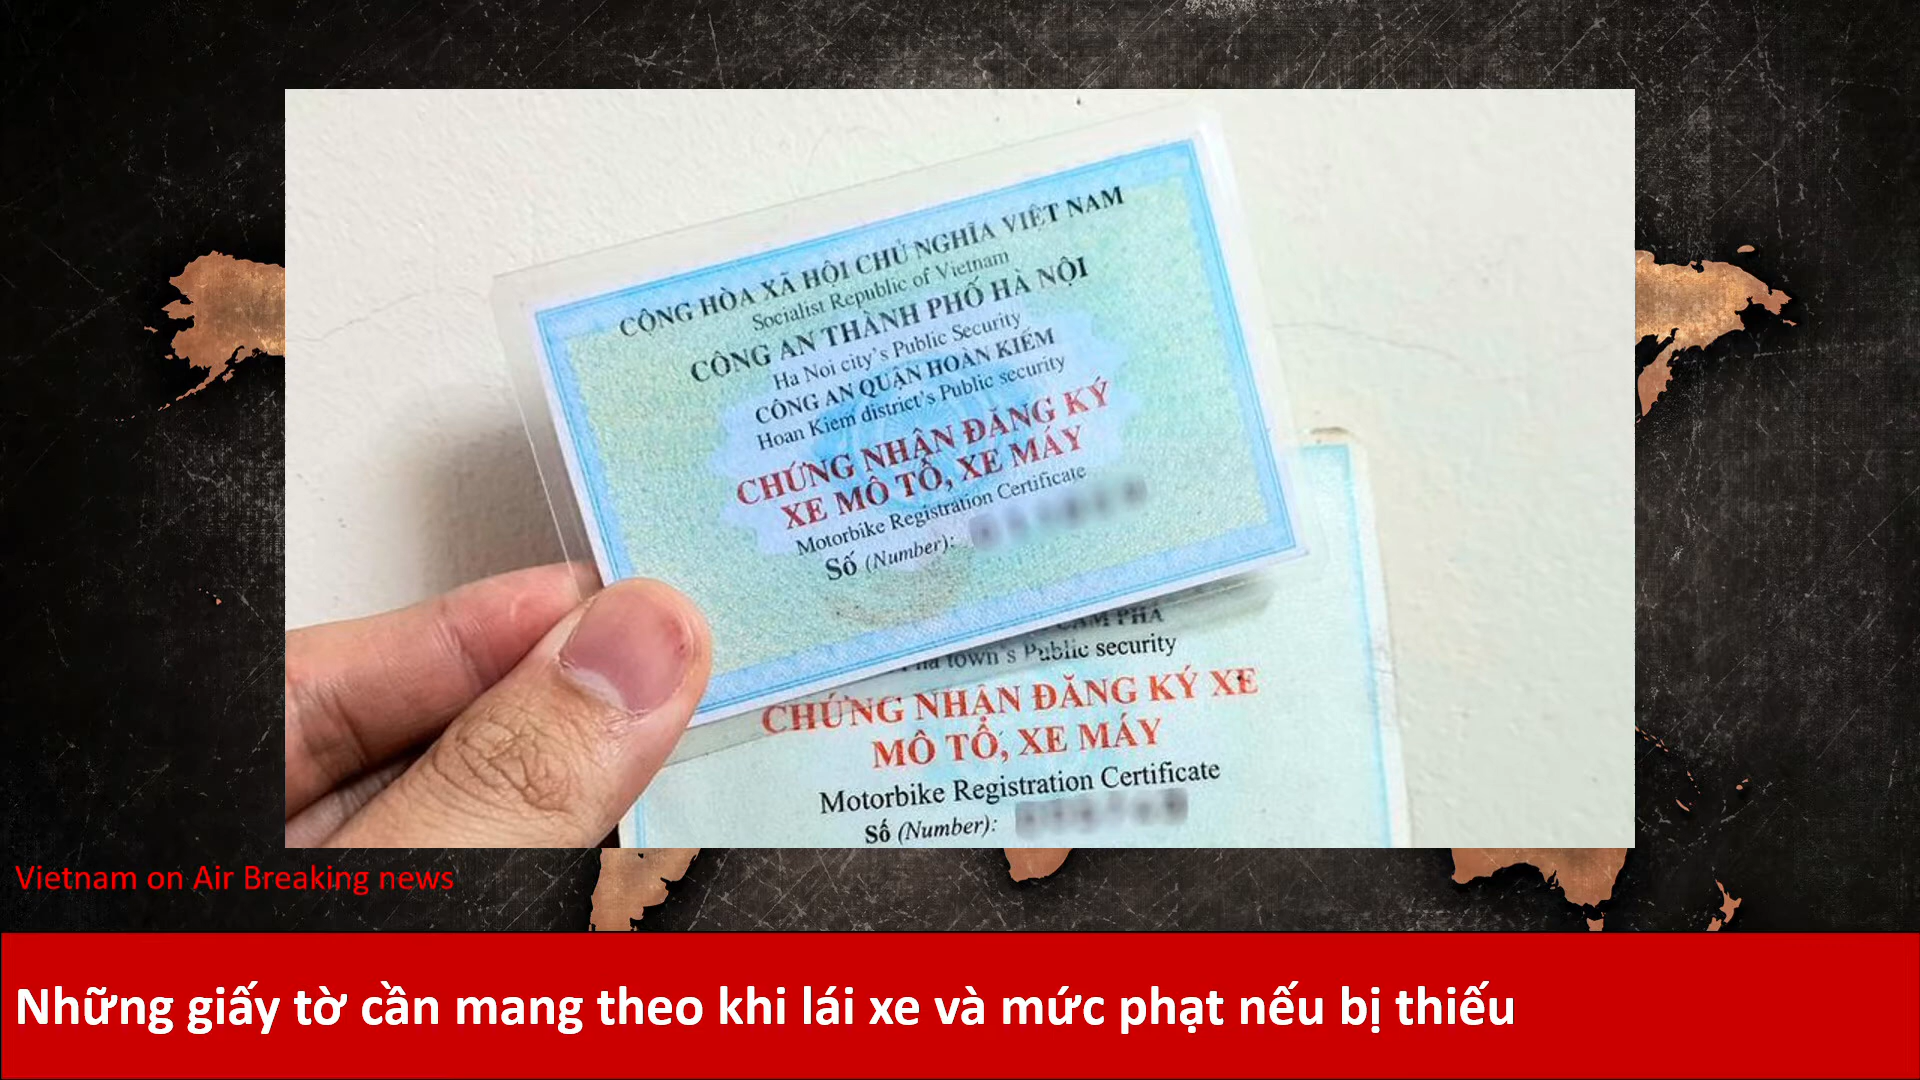 CỘNG HÒA XÃ HỘI CHỦ NGHĨA VIỆT NAM
Socialist Republic of Vietnam
CÔNG AN THÀNH PHỐ HÀ NỘI
Ha Noi city's Public Security
CÔNG AN QUẬN HOÀN KIẾM
Hoan Kiem district's Public security
CHỨNG NHẬN ĐĂNG KÝ
XE MÔ TÔ, XE MÁY
Motorbike Registration Certificate
Số (Number):
CẨM PHẢ
Pha town's Public security
CHỨNG NHẬN ĐĂNG KÝ XE
MÔ TÔ, XE MÁY
Motorbike Registration Certificate
Số (Number):
Vietnam on Air Breaking news
Những giấy tờ cần mang theo khi lái xe và mức phạt nếu bị thiếu